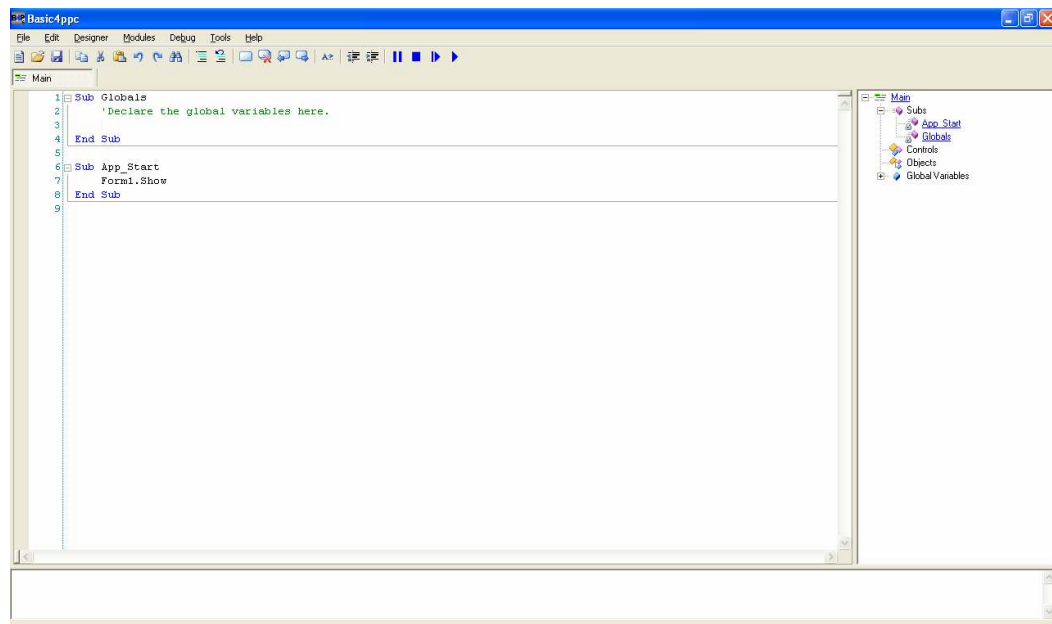 Basic4ppc
File Edit Designer Modules Debug Tools Help
Main
1 Sub Globals
2 'Declare the global variables here.
3
4 End Sub
5
6 Sub App_Start
7 Form1.Show
8 End Sub
9
Main
Subs
App_Start
Globals
Controls
Objects
Global Variables